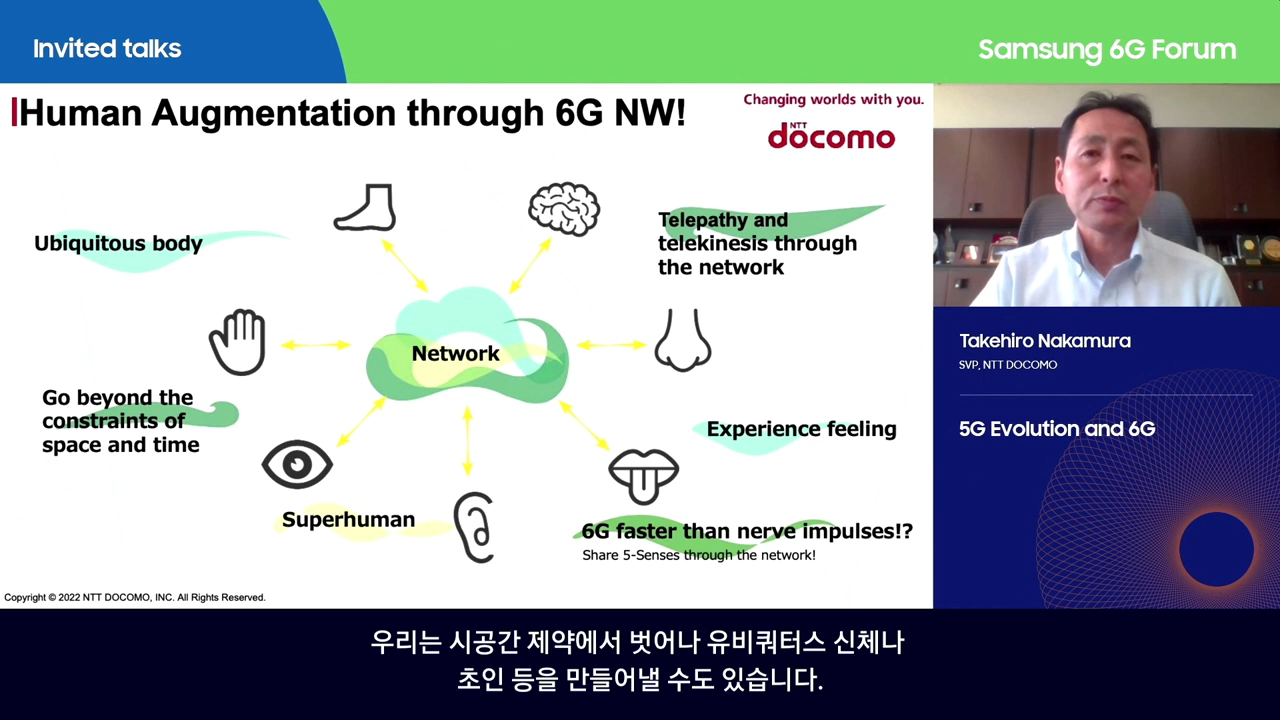 Invited talks
Samsung 6G Forum
Human Augmentation through 6G NW!
Changing worlds with you.
NTT
docomo
Ubiquitous body
Telepathy and
telekinesis through
the network
Network
Go beyond the
constraints of
space and time
Experience feeling
Superhuman
6G faster than nerve impulses!?
Share 5-Senses through the network!
Copyright © 2022 NTT DOCOMO, INC. All Rights Reserved.
Takehiro Nakamura
SVP, NTT DOCOMO
5G Evolution and 6G
우리는 시공간 제약에서 벗어나 유비쿼터스 신체나
초인 등을 만들어낼 수도 있습니다.